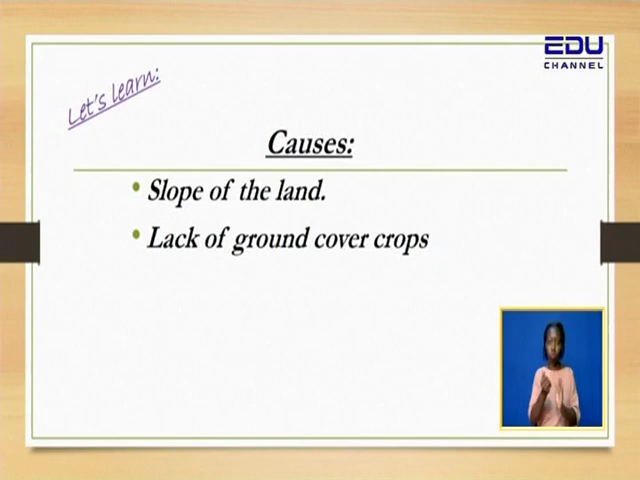 EDU
CHANNEL
Let's learn:
Causes:
Slope of the land.
Lack of ground cover crops